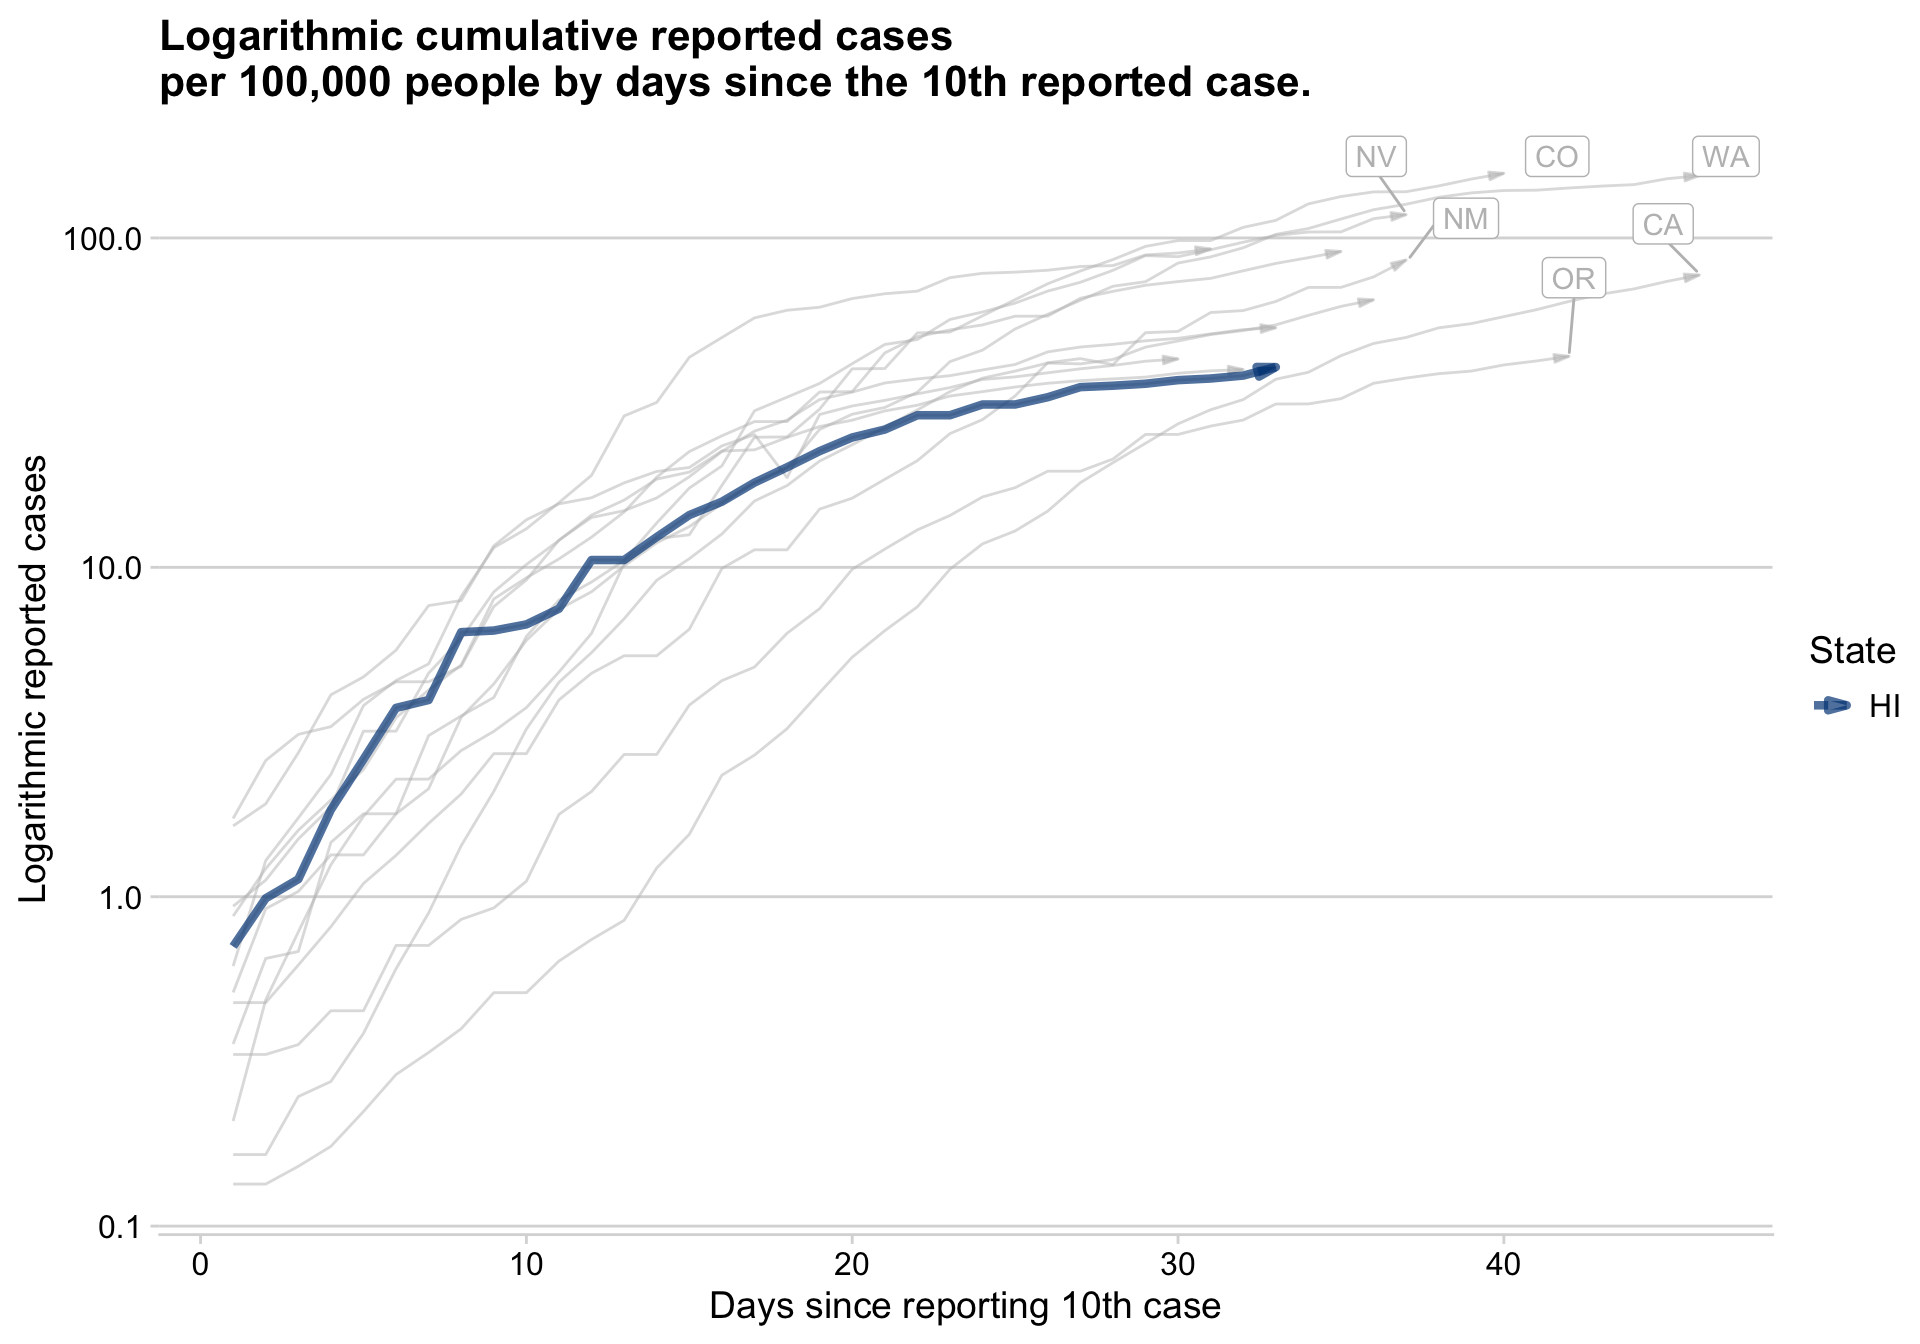 Logarithmic cumulative reported cases
per 100,000 people by days since the 10th reported case.
NV
CO
WA
NM
CA
OR
100.0
10.0
1.0
0.1
Logarithmic reported cases
State
HI
0
10
20
30
40
Days since reporting 10th case